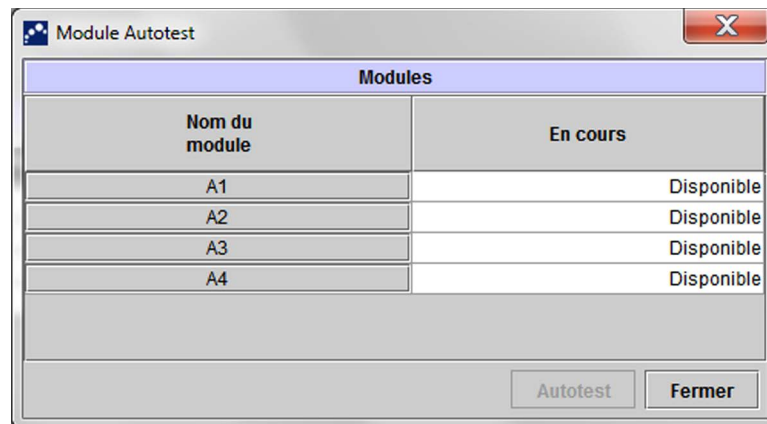 Module Autotest
Modules
Nom du
module
En cours
A1 Disponible
A2 Disponible
A3 Disponible
A4 Disponible
Autotest Fermer